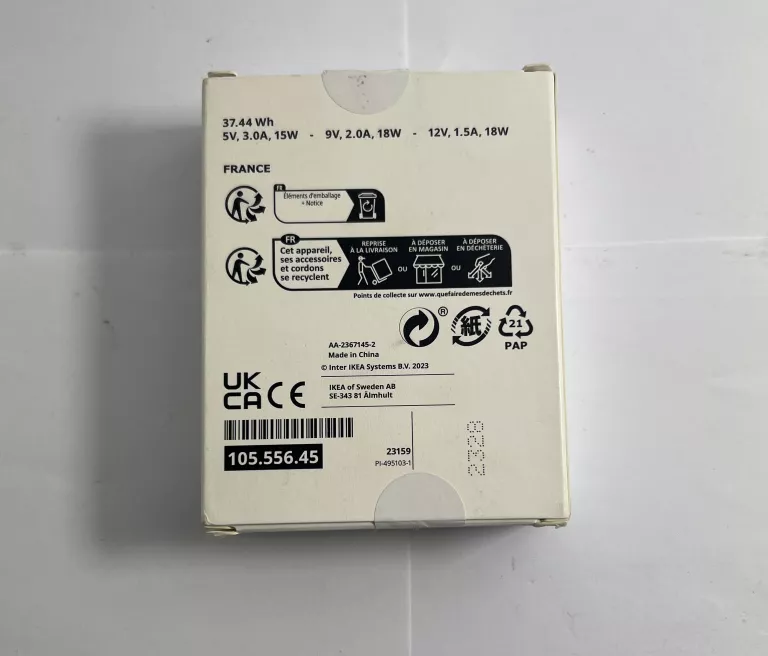 37.44 Wh
5V, 3.0A, 15W - 9V, 2.0A, 18W - 12V, 1.5A, 18W
FRANCE
FR
Éléments d'emballage
+ Notice
FR
Cet appareil,
ses accessoires
et cordons
se recyclent
REPRISE
À LA LIVRAISON
OU
À DÉPOSER
EN MAGASIN
OU
À DÉPOSER
EN DÉCHÈTERIE
Points de collecte sur www.quefairedemesdechets.fr
®
紙
21
PAP
AA-2367145-2
Made in China
© Inter IKEA Systems B.V. 2023
UK
CA CE
IKEA of Sweden AB
SE-343 81 Älmhult
105.556.45
23159
PI-495103-1
2328